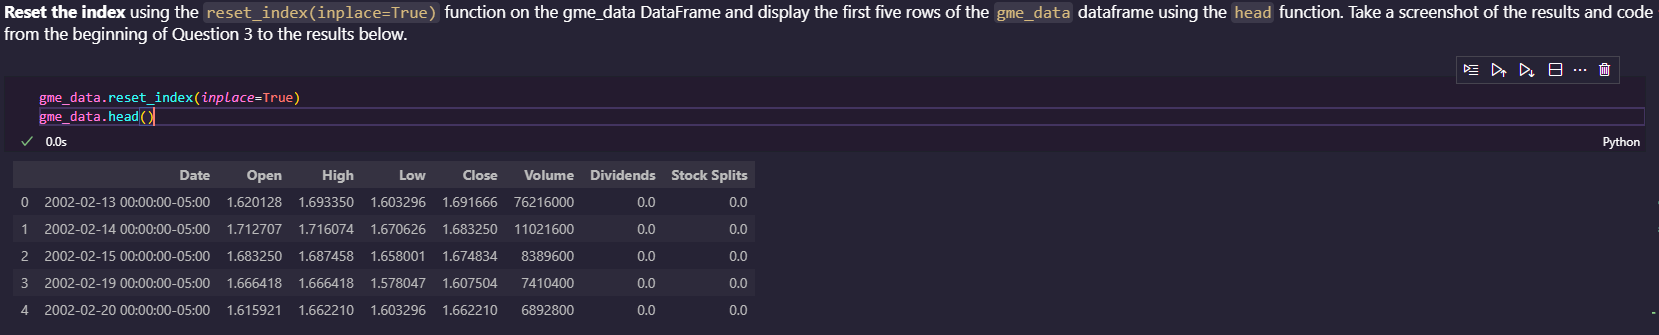 Reset the index using the reset_index(inplace=True) function on the gme_data DataFrame and display the first five rows of the gme_data dataframe using the head function. Take a screenshot of the results and code
from the beginning of Question 3 to the results below.
gme_data.reset_index(inplace=True)
gme_data.head()
0.0s
Python
Date Open High Low Close Volume Dividends Stock Splits
0 2002-02-13 00:00:00-05:00 1.620128 1.693350 1.603296 1.691666 76216000 0.0 0.0
1 2002-02-14 00:00:00-05:00 1.712707 1.716074 1.670626 1.683250 11021600 0.0 0.0
2 2002-02-15 00:00:00-05:00 1.683250 1.687458 1.658001 1.674834 8389600 0.0 0.0
3 2002-02-19 00:00:00-05:00 1.666418 1.666418 1.578047 1.607504 7410400 0.0 0.0
4 2002-02-20 00:00:00-05:00 1.615921 1.662210 1.603296 1.662210 6892800 0.0 0.0